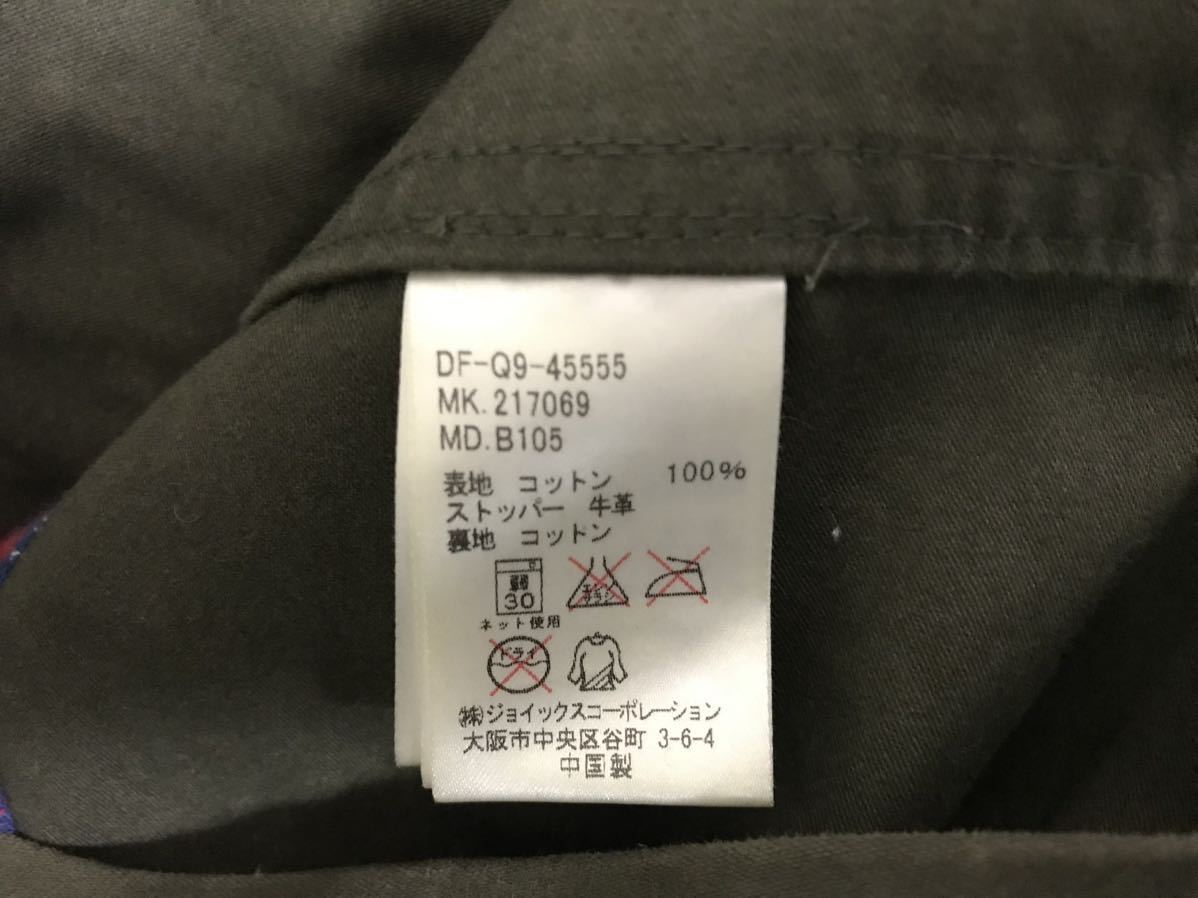 DF-Q9-45555
MK.217069
MD.B105
表地 コットン 100%
ストッパー 牛革
裏地 コットン
30
ネット使用
ドライ
㈱ジョイックスコーポレーション
大阪市中央区谷町 3-6-4
中国製